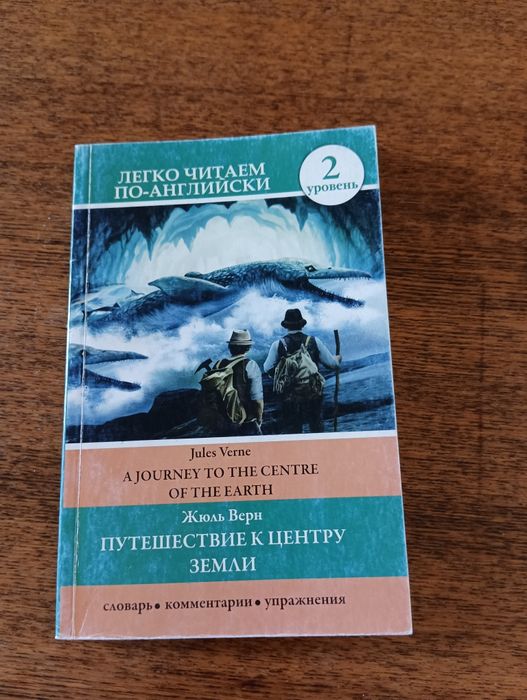 ЛЕГКО ЧИТАЕМ
ПО-АНГЛИЙСКИ
2
уровень
Jules Verne
A JOURNEY TO THE CENTRE
OF THE EARTH
Жюль Верн
ПУТЕШЕСТВИЕ К ЦЕНТРУ
ЗЕМЛИ
словарь • комментарии • упражнения